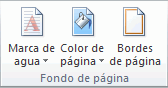 Marca de agua
Color de página
Bordes de página
Fondo de página